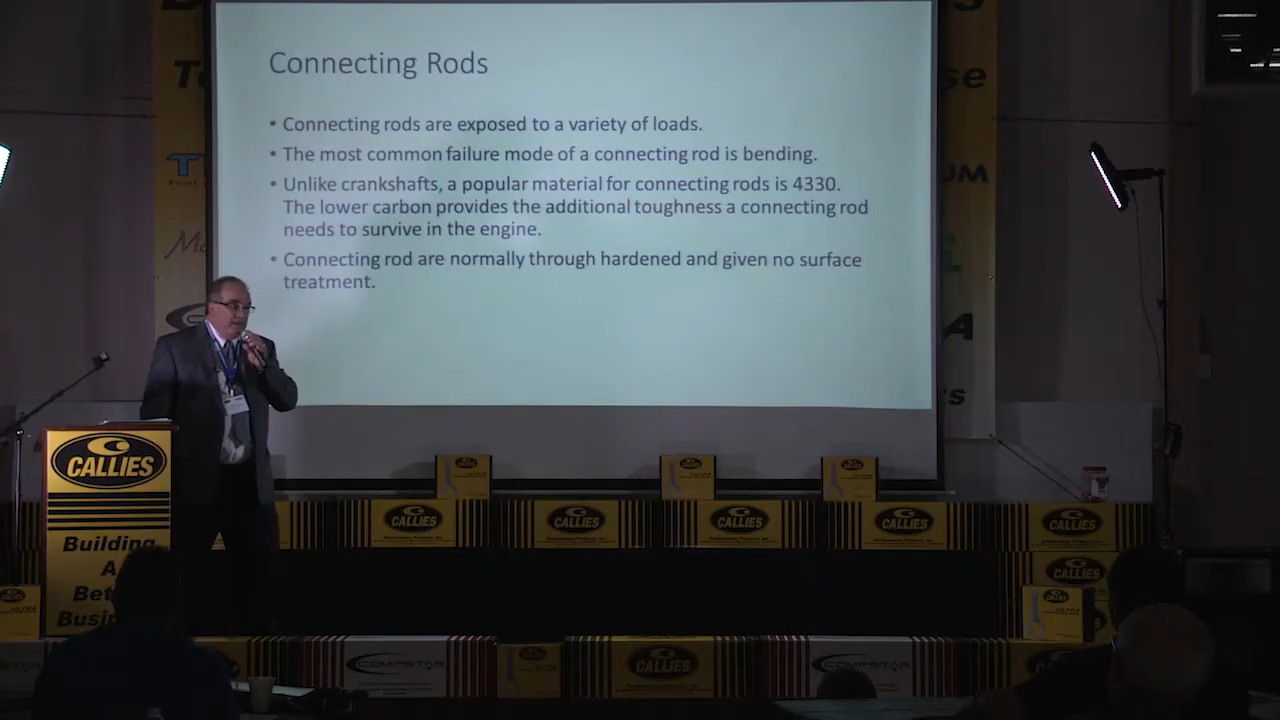 Connecting Rods
• Connecting rods are exposed to a variety of loads.
• The most common failure mode of a connecting rod is bending.
• Unlike crankshafts, a popular material for connecting rods is 4330.
The lower carbon provides the additional toughness a connecting rod
needs to survive in the engine.
• Connecting rod are normally through hardened and given no surface
treatment.
CALLIES
Building
CALLIES
CALLIES
CALLIES
CALLIES
CALLIES
CALLIES
ULTRA
COMPSTAR
CALLIES
COMPSTAR